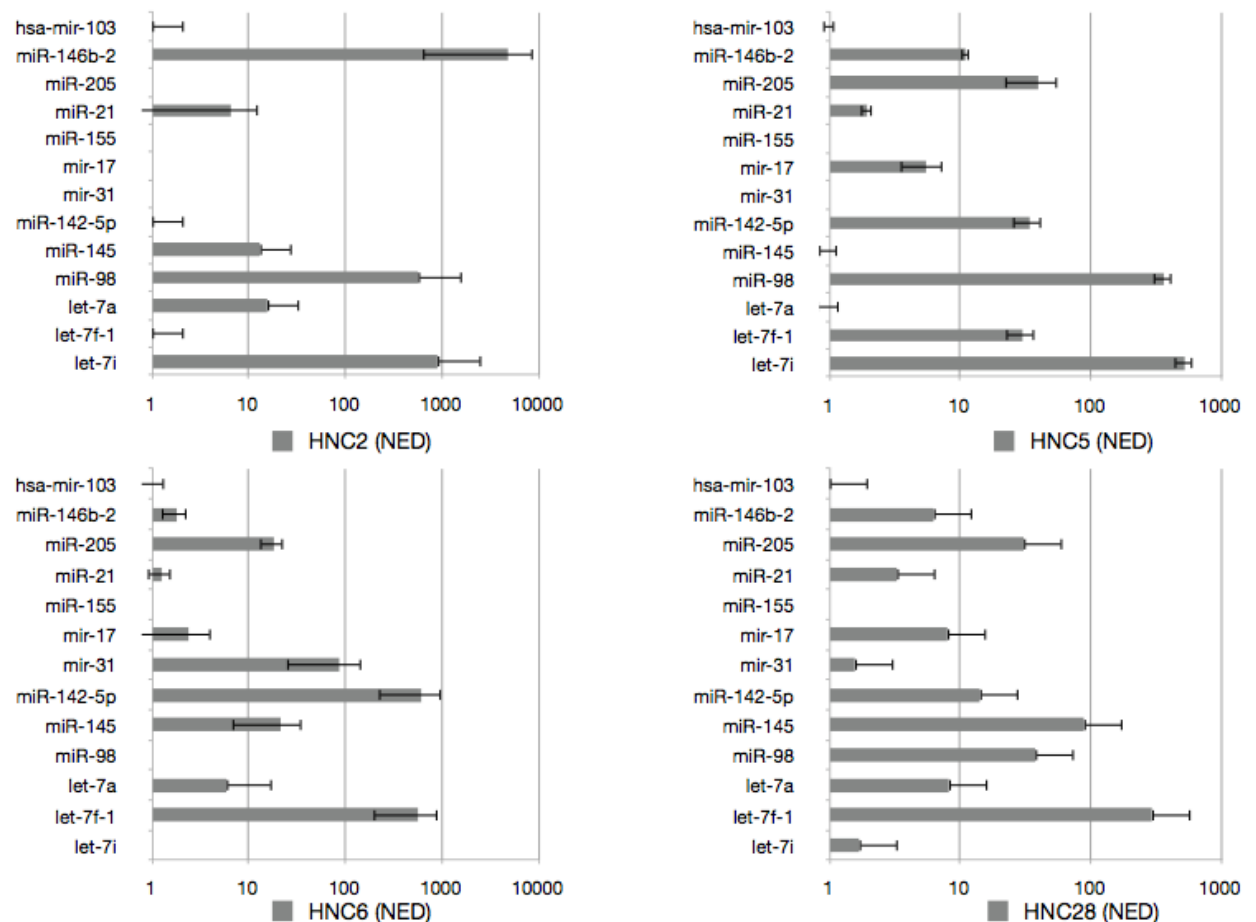 hsa-mir-103
miR-146b-2
miR-205
miR-21
miR-155
mir-17
mir-31
miR-142-5p
miR-145
miR-98
let-7a
let-7f-1
let-7i
1 10 100 1000 10000
HNC2 (NED)
hsa-mir-103
miR-146b-2
miR-205
miR-21
miR-155
mir-17
mir-31
miR-142-5p
miR-145
miR-98
let-7a
let-7f-1
let-7i
1 10 100 1000
HNC5 (NED)
hsa-mir-103
miR-146b-2
miR-205
miR-21
miR-155
mir-17
mir-31
miR-142-5p
miR-145
miR-98
let-7a
let-7f-1
let-7i
1 10 100 1000 10000
HNC6 (NED)
hsa-mir-103
miR-146b-2
miR-205
miR-21
miR-155
mir-17
mir-31
miR-142-5p
miR-145
miR-98
let-7a
let-7f-1
let-7i
1 10 100 1000
HNC28 (NED)